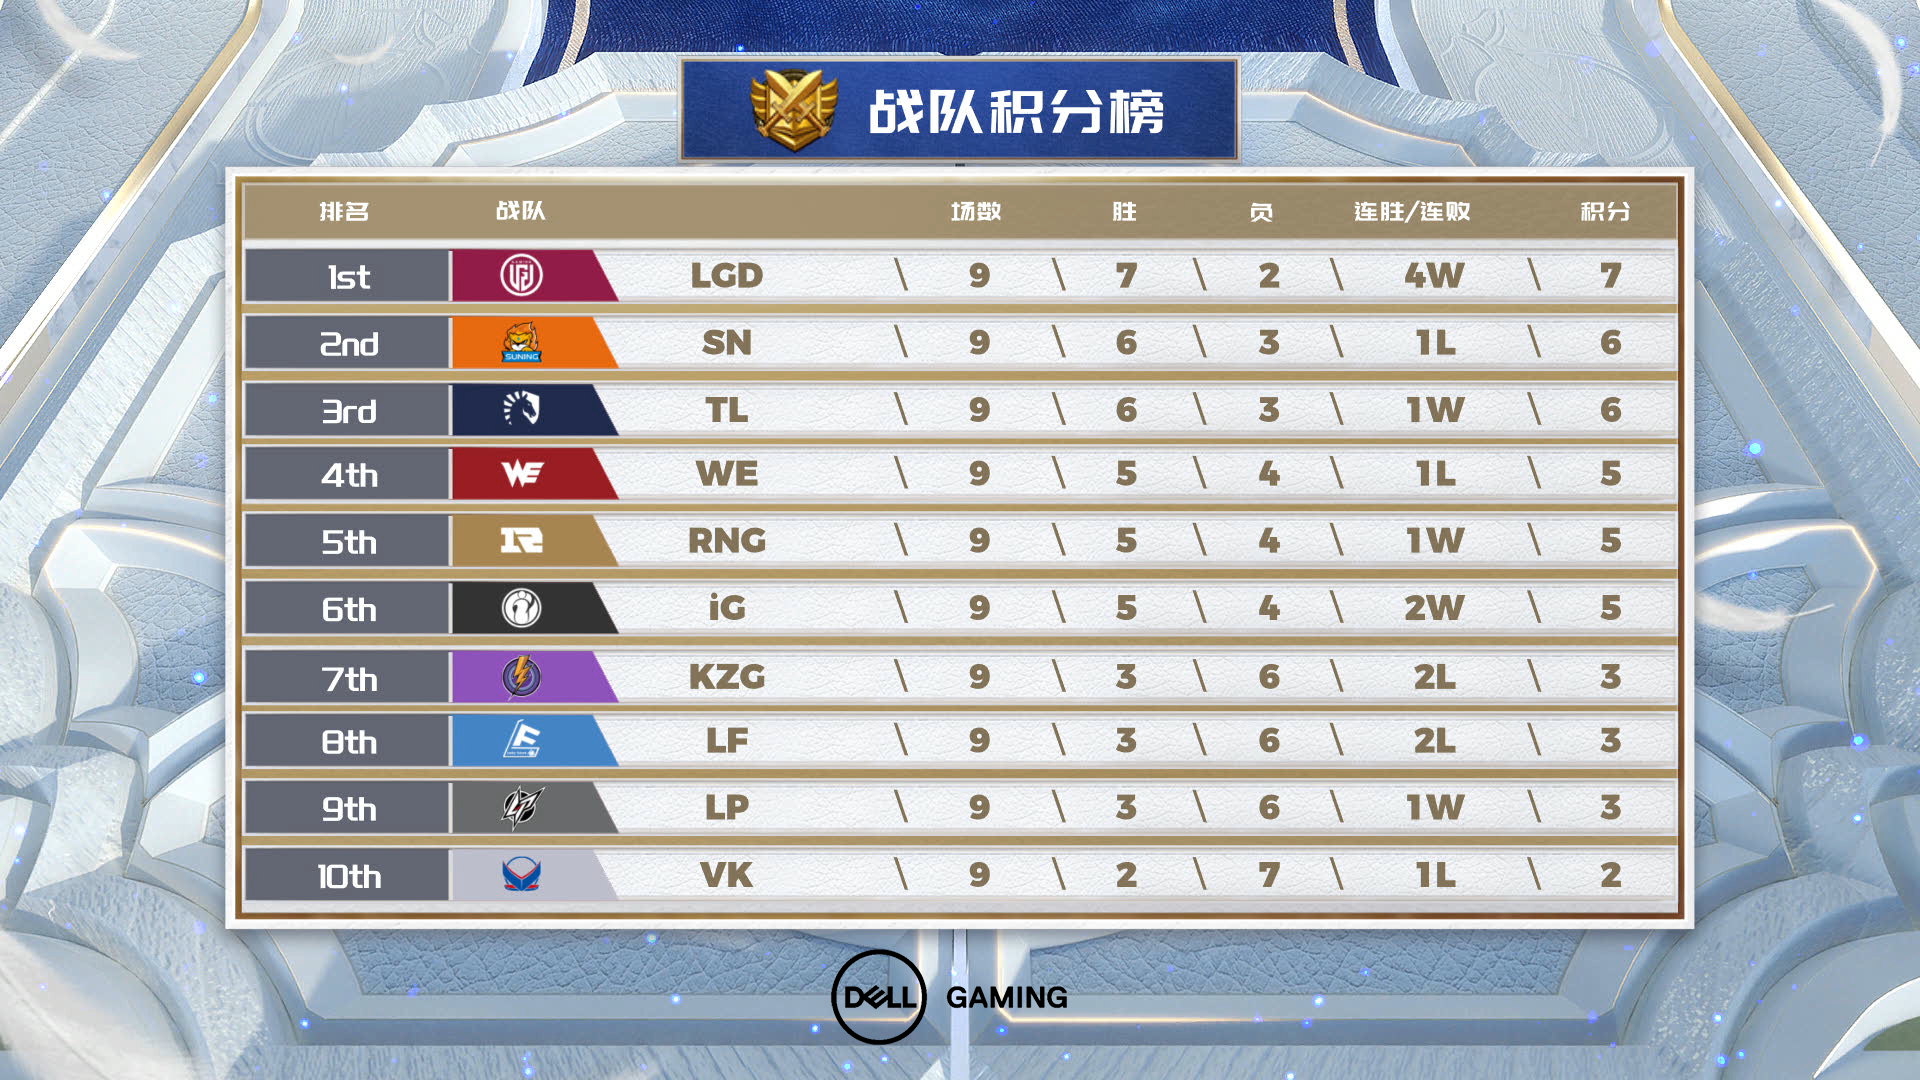 战队积分榜
排名 战队 场数 胜 负 连胜/连败 积分
1st LGD \ 9 \ 7 \ 2 \ 4W \ 7
2nd SUNING SN \ 9 \ 6 \ 3 \ 1L \ 6
3rd TL \ 9 \ 6 \ 3 \ 1W \ 6
4th WE WE \ 9 \ 5 \ 4 \ 1L \ 5
5th RNG \ 9 \ 5 \ 4 \ 1W \ 5
6th iG \ 9 \ 5 \ 4 \ 2W \ 5
7th KZG \ 9 \ 3 \ 6 \ 2L \ 3
8th LF \ 9 \ 3 \ 6 \ 2L \ 3
9th LP \ 9 \ 3 \ 6 \ 1W \ 3
10th VK \ 9 \ 2 \ 7 \ 1L \ 2
DELL GAMING